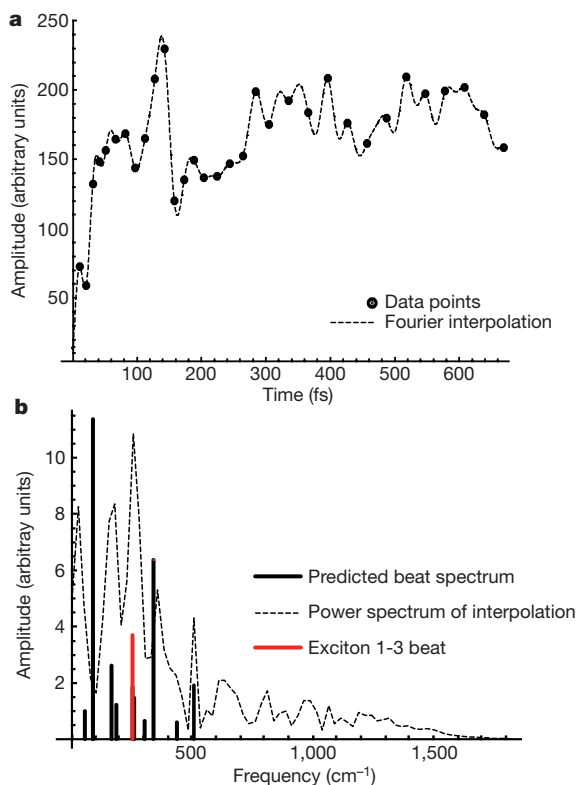 a
250
200
150
200
50
Amplitude (arbitrary units)
Data points
Fourier interpolation
100 200 300 400 500 600
Time (fs)
b
10
8
6
4
2
Amplitude (arbitray units)
Predicted beat spectrum
Power spectrum of interpolation
Exciton 1-3 beat
500 1,000 1,500
Frequency (cm⁻¹)